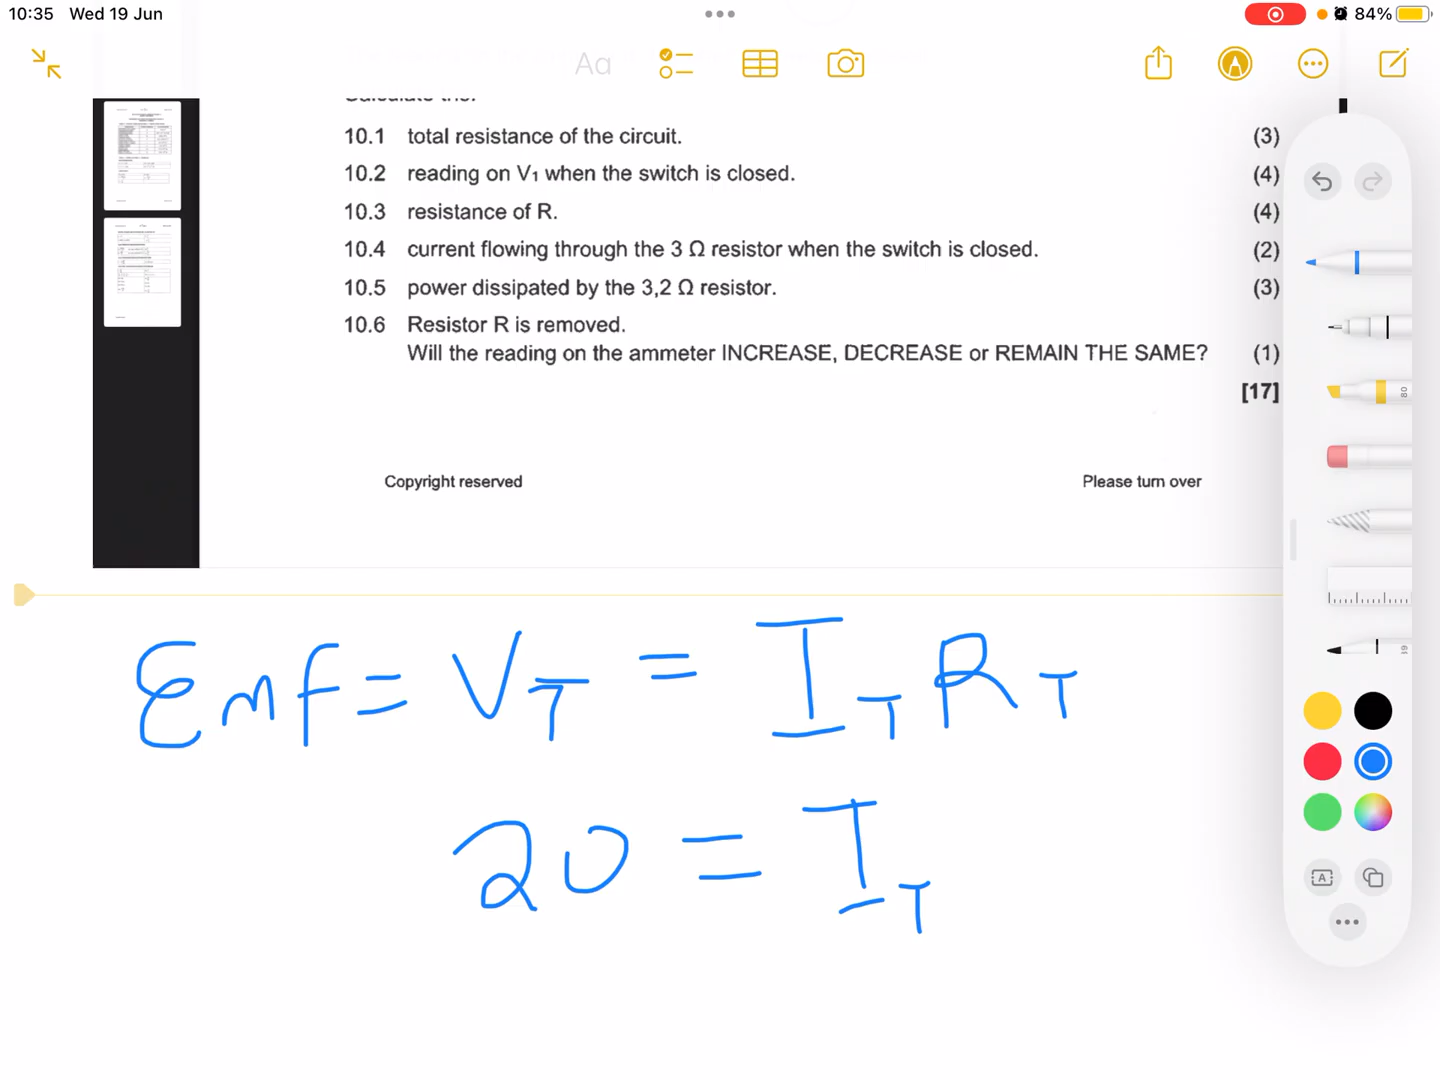 10:35 Wed 19 Jun
84%
Aa
Calculate the:
10.1 total resistance of the circuit. (3)
10.2 reading on V₁ when the switch is closed. (4)
10.3 resistance of R. (4)
10.4 current flowing through the 3 Ω resistor when the switch is closed. (2)
10.5 power dissipated by the 3,2 Ω resistor. (3)
10.6 Resistor R is removed.
Will the reading on the ammeter INCREASE, DECREASE or REMAIN THE SAME? (1)
[17]
Copyright reserved Please turn over
80
A
Emf = V_T = I_T R_T
20 = I_T